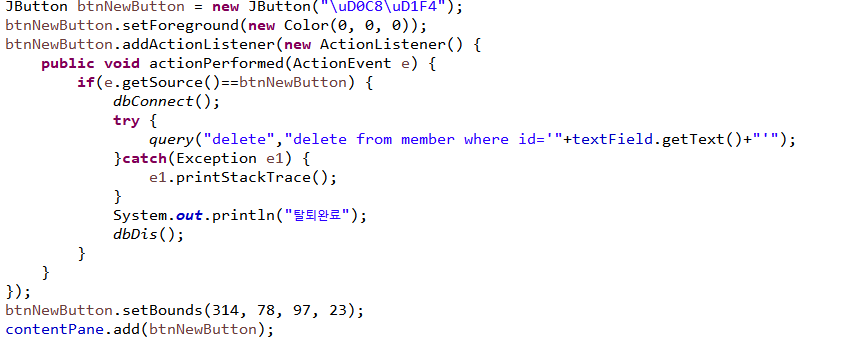 JButton btnNewButton = new JButton("\uD0C8\uD1F4");
btnNewButton.setForeground(new Color(0, 0, 0));
btnNewButton.addActionListener(new ActionListener() {
    public void actionPerformed(ActionEvent e) {
        if(e.getSource()==btnNewButton) {
            dbConnect();
            try {
                query("delete","delete from member where id='"+textField.getText()+"'");
            }catch(Exception e1) {
                e1.printStackTrace();
            }
            System.out.println("탈퇴완료");
            dbDis();
        }
    }
});
btnNewButton.setBounds(314, 78, 97, 23);
contentPane.add(btnNewButton);